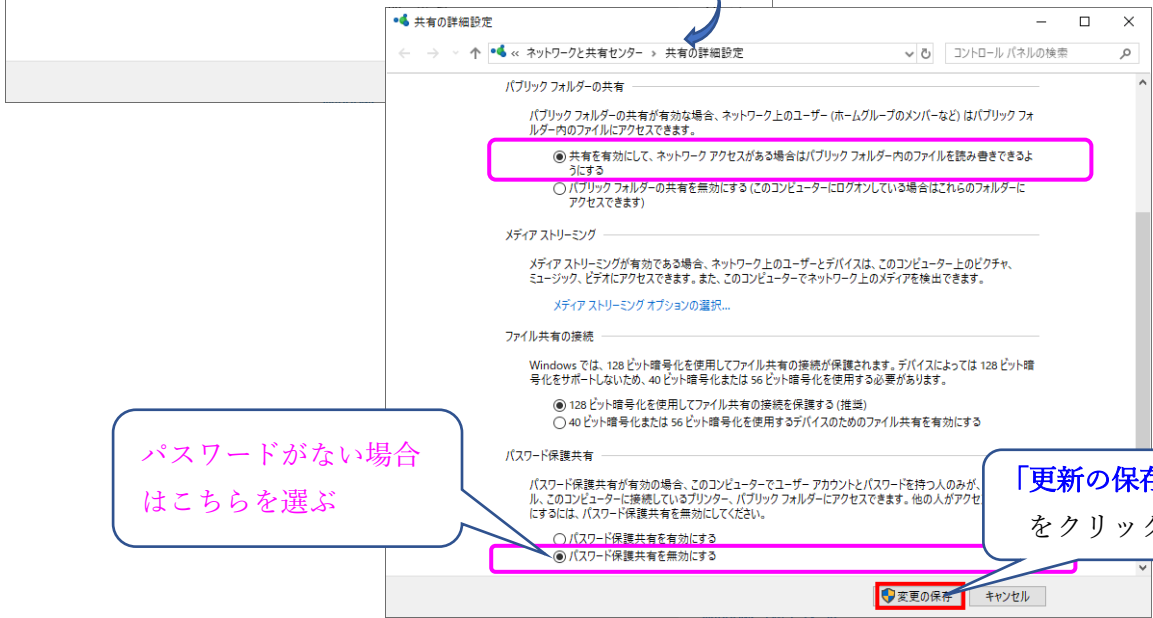 共有の詳細設定
« ネットワークと共有センター › 共有の詳細設定
コントロール パネルの検索
パブリック フォルダーの共有
パブリック フォルダーの共有が有効な場合、ネットワーク上のユーザー (ホームグループのメンバーなど) はパブリック フォ
ルダー内のファイルにアクセスできます。
共有を有効にして、ネットワーク アクセスがある場合はパブリック フォルダー内のファイルを読み書きできるよ
うにする
パブリック フォルダーの共有を無効にする (このコンピューターにログオンしている場合はこれらのフォルダーに
アクセスできます)
メディア ストリーミング
メディア ストリーミングが有効である場合、ネットワーク上のユーザーとデバイスは、このコンピューター上のピクチャ、
ミュージック、ビデオにアクセスできます。また、このコンピューターでネットワーク上のメディアを検出できます。
メディア ストリーミング オプションの選択...
ファイル共有の接続
Windows では、128 ビット暗号化を使用してファイル共有の接続が保護されます。デバイスによっては 128 ビット暗
号化をサポートしないため、40 ビット暗号化または 56 ビット暗号化を使用する必要があります。
128 ビット暗号化を使用してファイル共有の接続を保護する (推奨)
40 ビット暗号化または 56 ビット暗号化を使用するデバイスのためのファイル共有を有効にする
パスワードがない場合
はこちらを選ぶ
パスワード保護共有
パスワード保護共有が有効の場合、このコンピューターでユーザー アカウントとパスワードを持つ人のみが、
ル、このコンピューターに接続しているプリンター、パブリック フォルダーにアクセスできます。他の人がアクセ
にするには、パスワード保護共有を無効にしてください。
パスワード保護共有を有効にする
パスワード保護共有を無効にする
「更新の保存
をクリック
変更の保存
キャンセル